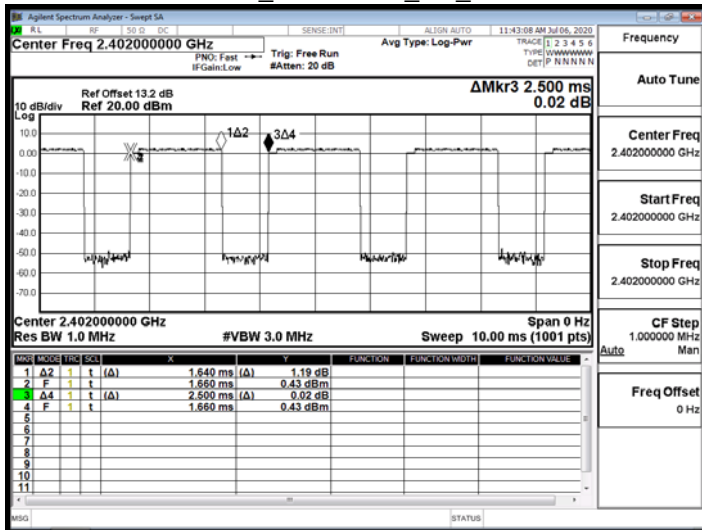 Agilent Spectrum Analyzer - Swept SA
RL RF 50 Ω DC SENSE:INT ALIGN AUTO 11:43:08 AM Jul 06, 2020
Center Freq 2.402000000 GHz
PNO: Fast
IFGain:Low
Trig: Free Run
#Atten: 20 dB
Avg Type: Log-Pwr
TRACE 1 2 3 4 5 6
TYPE WWWWWW
DET P N N N N N
ΔMkr3 2.500 ms
0.02 dB
Ref Offset 13.2 dB
10 dB/div Ref 20.00 dBm
Log
10.0
0.00
-10.0
-20.0
-30.0
-40.0
-50.0
-60.0
-70.0
1Δ2
3Δ4
Center 2.402000000 GHz Span 0 Hz
Res BW 1.0 MHz #VBW 3.0 MHz Sweep 10.00 ms (1001 pts)
MKR MODE TRC SCL X Y FUNCTION FUNCTION WIDTH FUNCTION VALUE
1 Δ2 1 t (Δ) 1.640 ms (Δ) 1.19 dB
2 F 1 t 1.660 ms 0.43 dBm
3 Δ4 1 t (Δ) 2.500 ms (Δ) 0.02 dB
4 F 1 t 1.660 ms 0.43 dBm
5
6
7
8
9
10
11
MSG STATUS
Frequency
Auto Tune
Center Freq
2.402000000 GHz
Start Freq
2.402000000 GHz
Stop Freq
2.402000000 GHz
CF Step
1.000000 MHz
Auto Man
Freq Offset
0 Hz